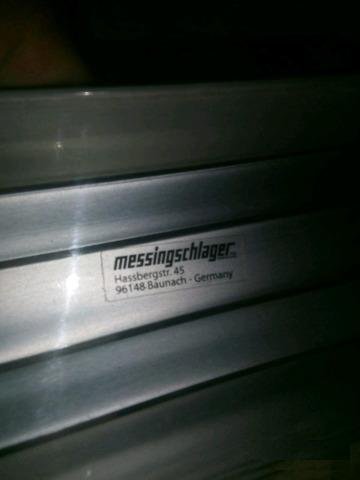 messingschlager
Hassbergstr. 45
96148 Baunach - Germany